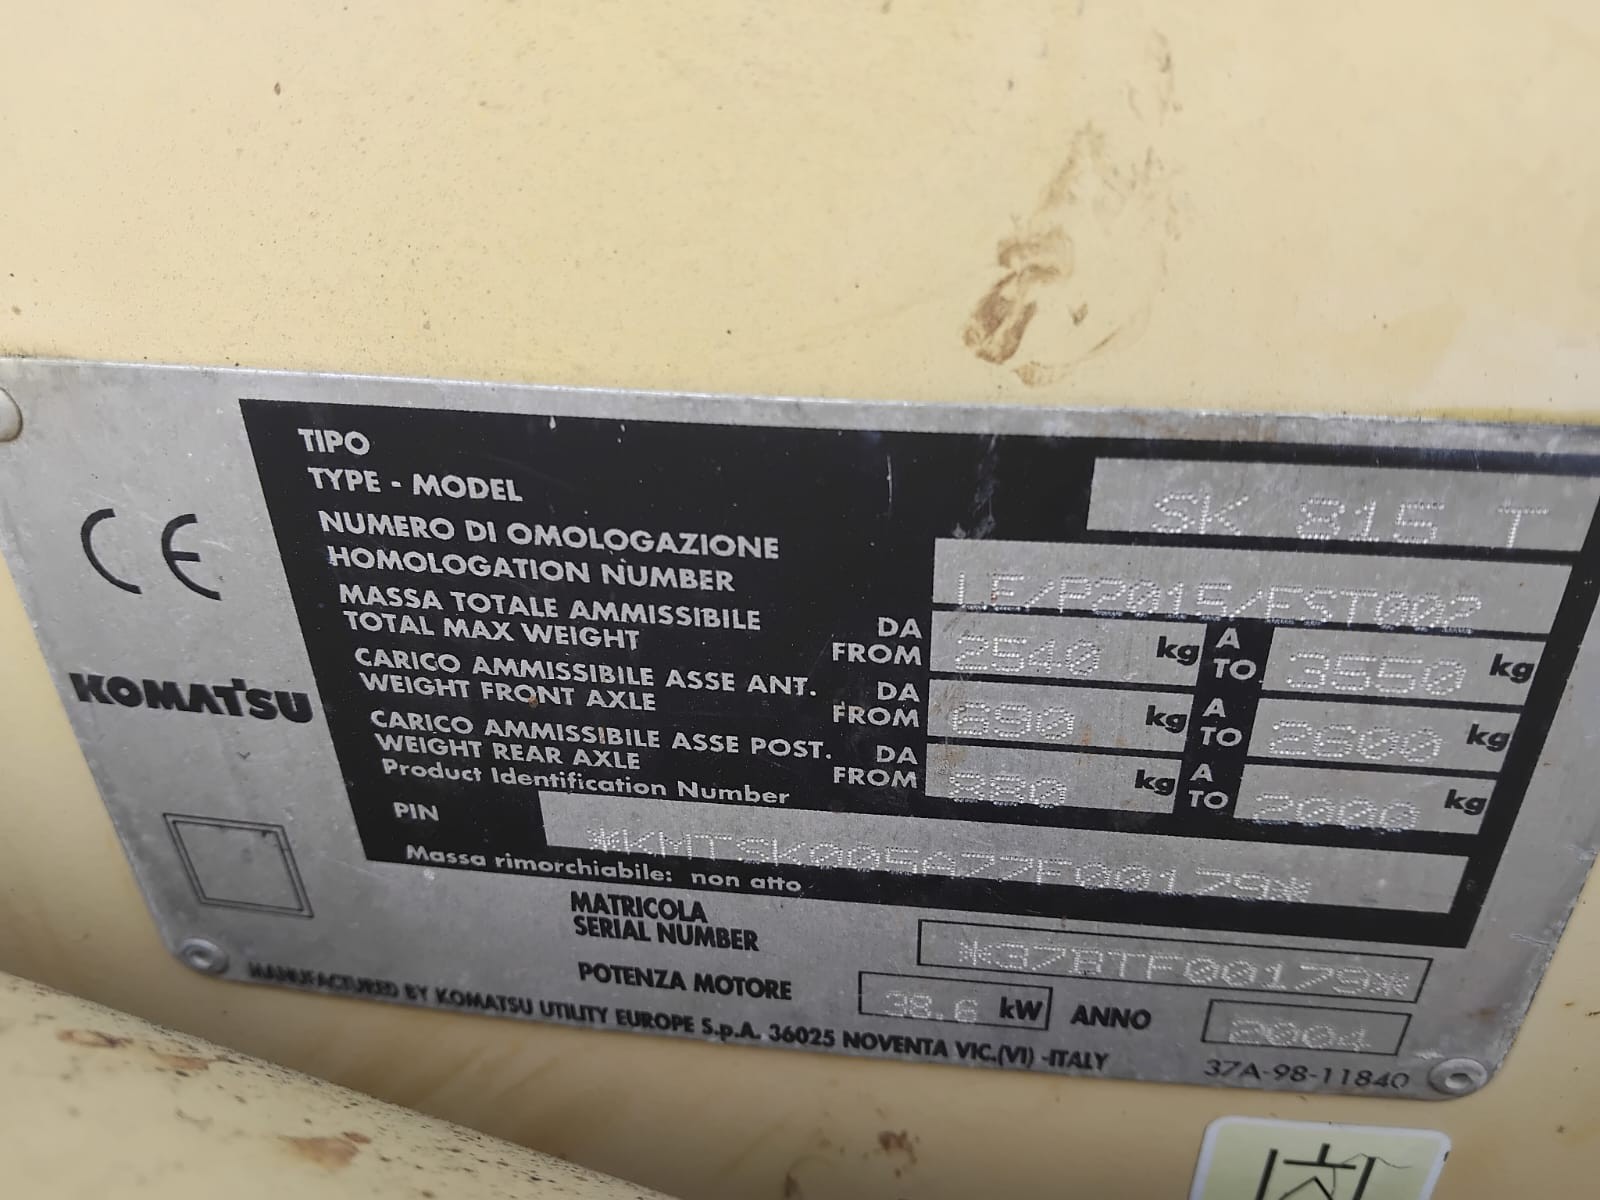 CE
KOMATSU
TIPO
TYPE - MODEL SK 815 T
NUMERO DI OMOLOGAZIONE
HOMOLOGATION NUMBER LE/P2015/EST002
MASSA TOTALE AMMISSIBILE
TOTAL MAX WEIGHT DA FROM 2540 kg A TO 3550 kg
CARICO AMMISSIBILE ASSE ANT.
WEIGHT FRONT AXLE DA FROM 690 kg A TO 2600 kg
CARICO AMMISSIBILE ASSE POST.
WEIGHT REAR AXLE DA FROM 880 kg A TO 2000 kg
Product Identification Number
PIN *KMTSK005A77F00179*
Massa rimorchiabile: non atto
MATRICOLA
SERIAL NUMBER *37BTF00179*
POTENZA MOTORE 38.6 kW ANNO 2004
MANUFACTURED BY KOMATSU UTILITY EUROPE S.p.A. 36025 NOVENTA VIC.(VI) -ITALY
37A-98-11840